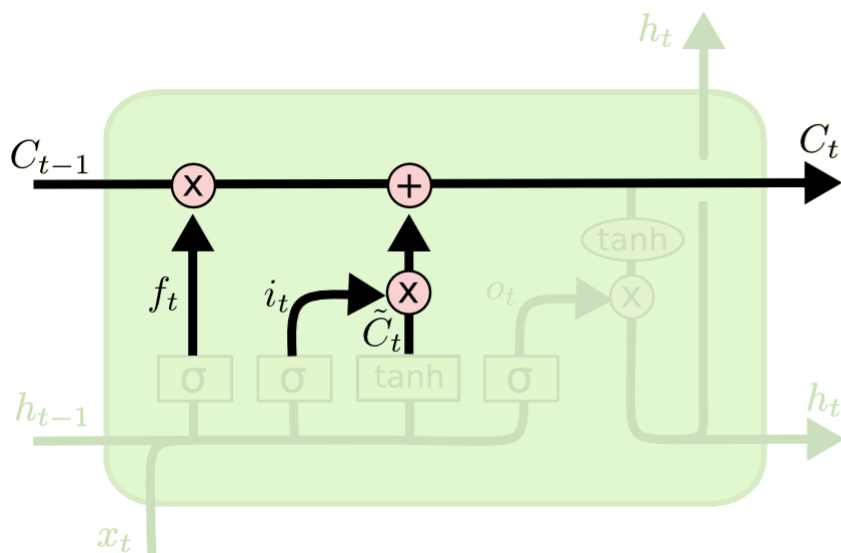 h_t
C_{t-1}
C_t
x
+
tanh
f_t
i_t
x
o_t
x
C̃_t
σ
σ
tanh
σ
h_{t-1}
h_t
x_t